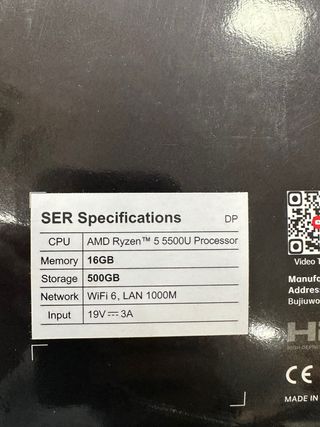 SER Specifications DP
CPU AMD Ryzen™ 5 5500U Processor
Memory 16GB
Storage 500GB
Network WiFi 6, LAN 1000M
Input 19V⎓3A
Video T
Manufa
Address
Bujiuwo
CE
MADE IN